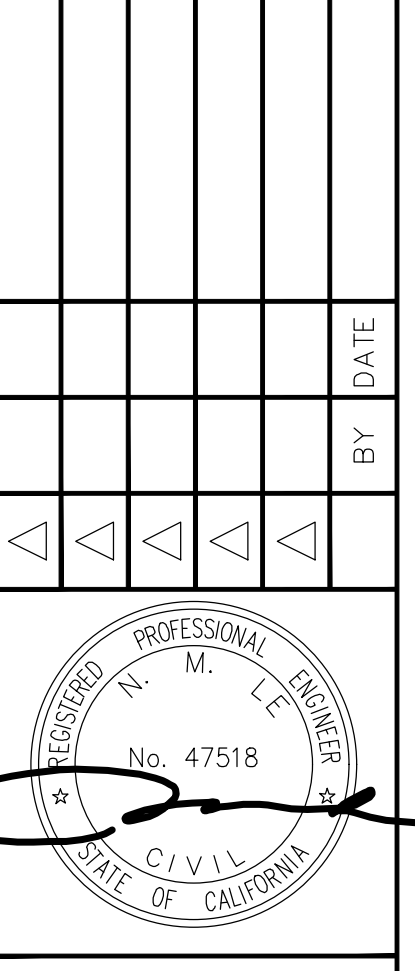 DATE
BY
REGISTERED PROFESSIONAL ENGINEER
N. M. LE
No. 47518
CIVIL
STATE OF CALIFORNIA